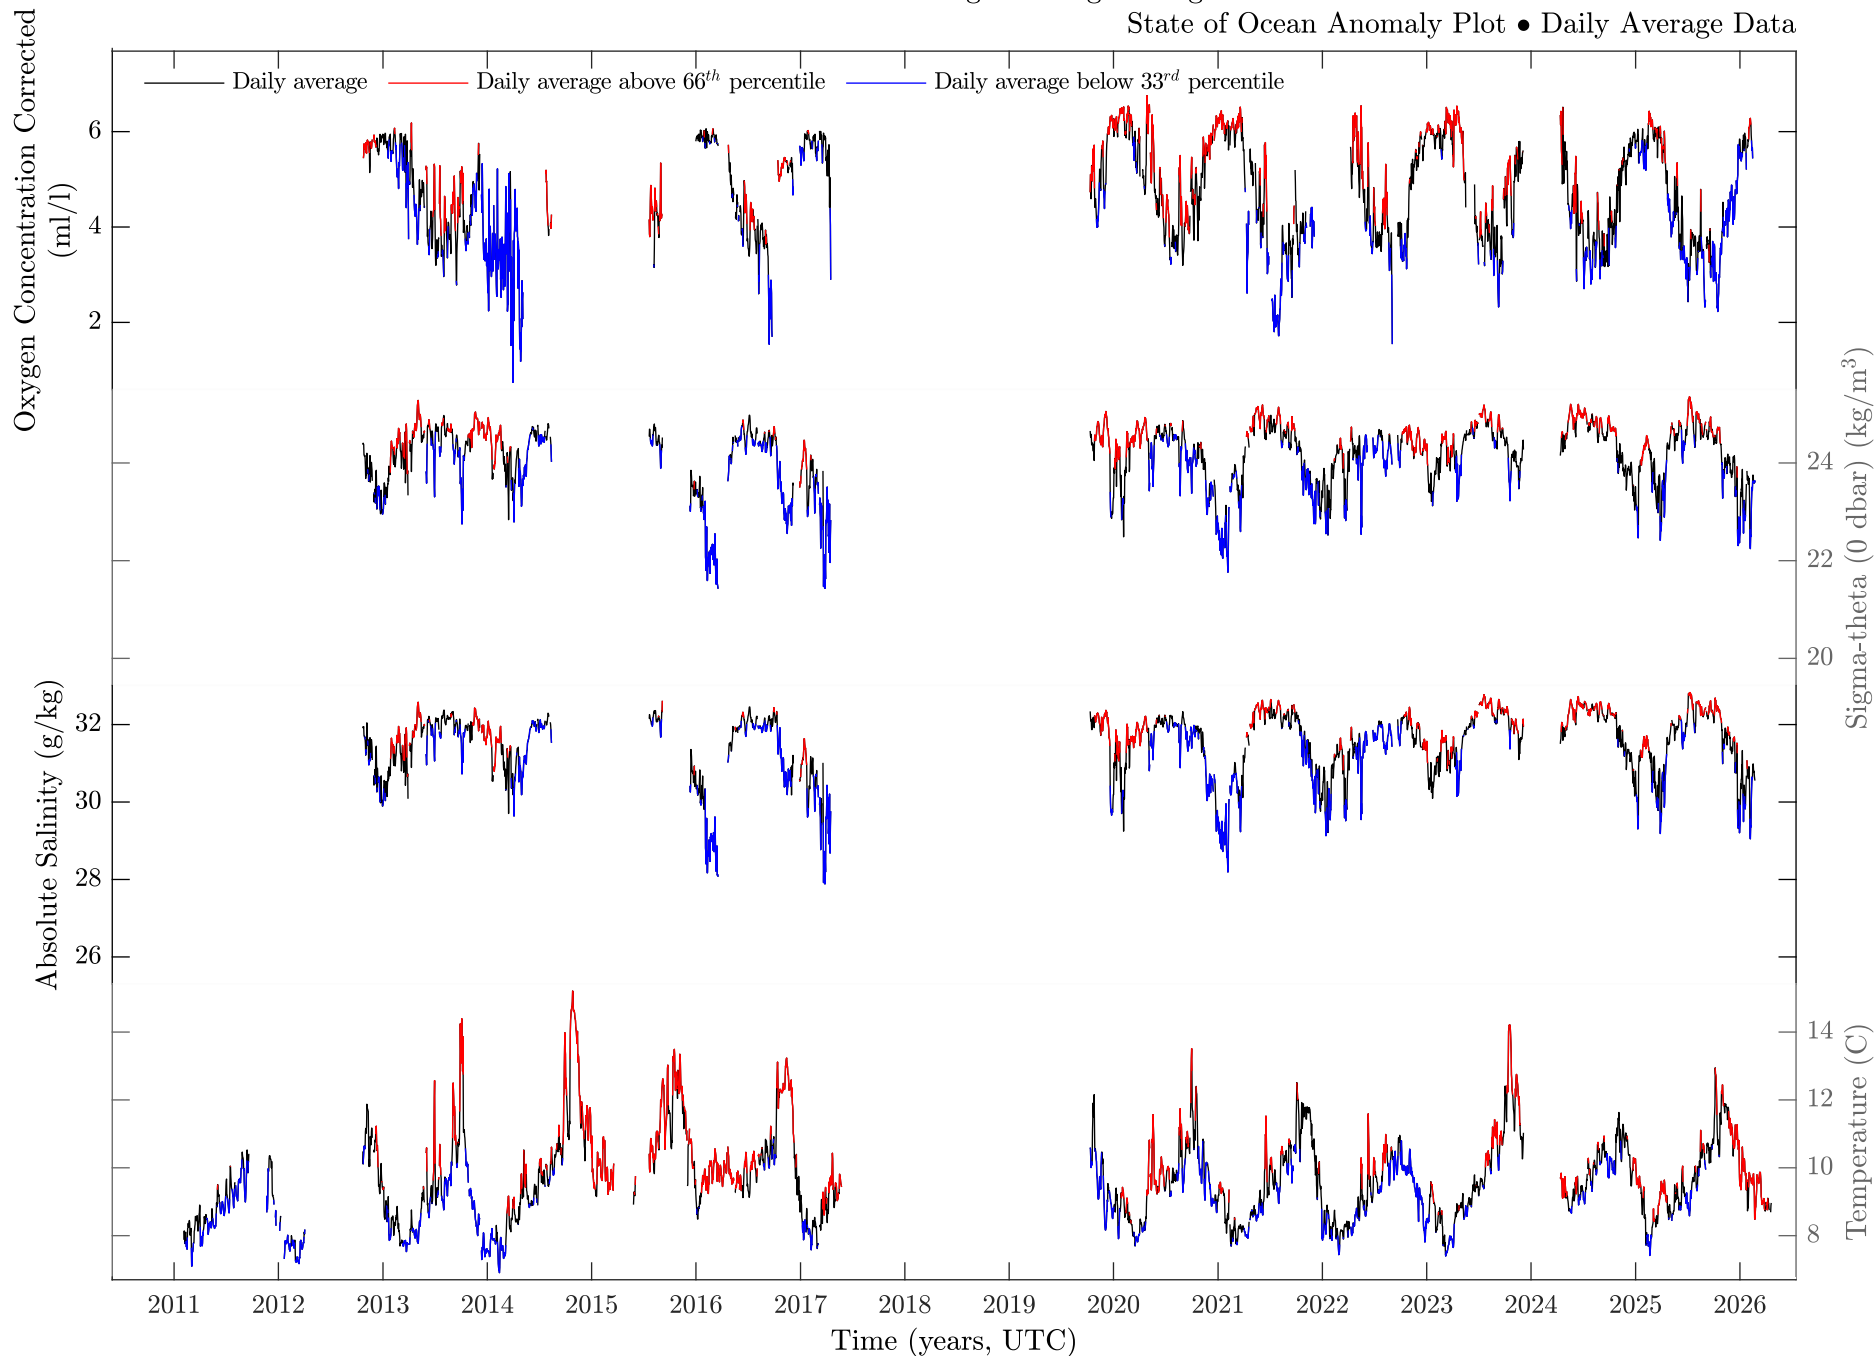 State of Ocean Anomaly Plot • Daily Average Data
Daily average
Daily average above 66th percentile
Daily average below 33rd percentile
Oxygen Concentration Corrected
(ml/l)
6
4
2
Sigma-theta (0 dbar) (kg/m3)
24
22
20
Absolute Salinity (g/kg)
32
30
28
26
Temperature (C)
14
12
10
8
2011 2012 2013 2014 2015 2016 2017 2018 2019 2020 2021 2022 2023 2024 2025 2026
Time (years, UTC)